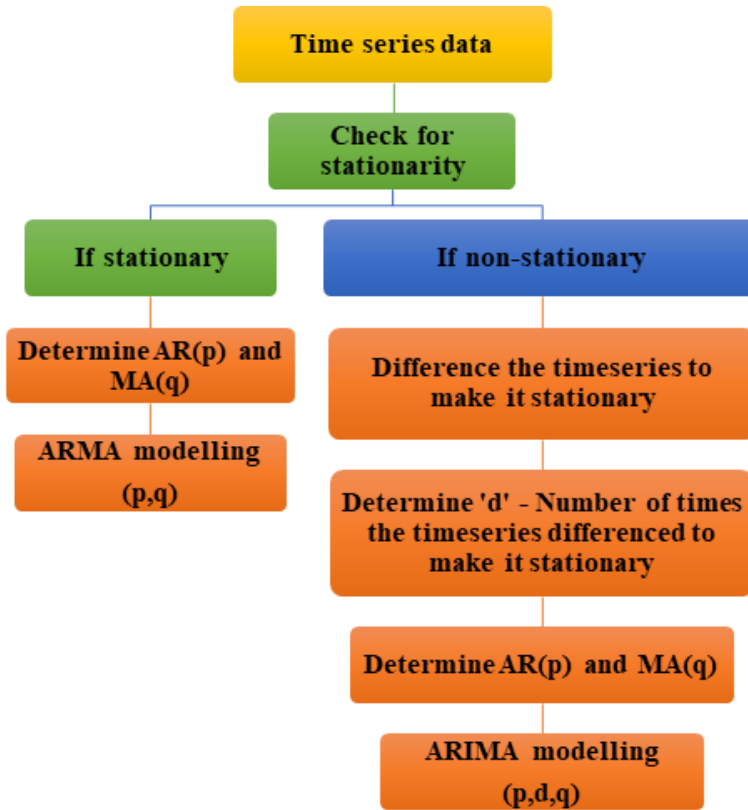 Time series data
Check for
stationarity
If stationary
If non-stationary
Determine AR(p) and
MA(q)
ARMA modelling
(p,q)
Difference the timeseries to
make it stationary
Determine 'd' - Number of times
the timeseries differenced to
make it stationary
Determine AR(p) and MA(q)
ARIMA modelling
(p,d,q)